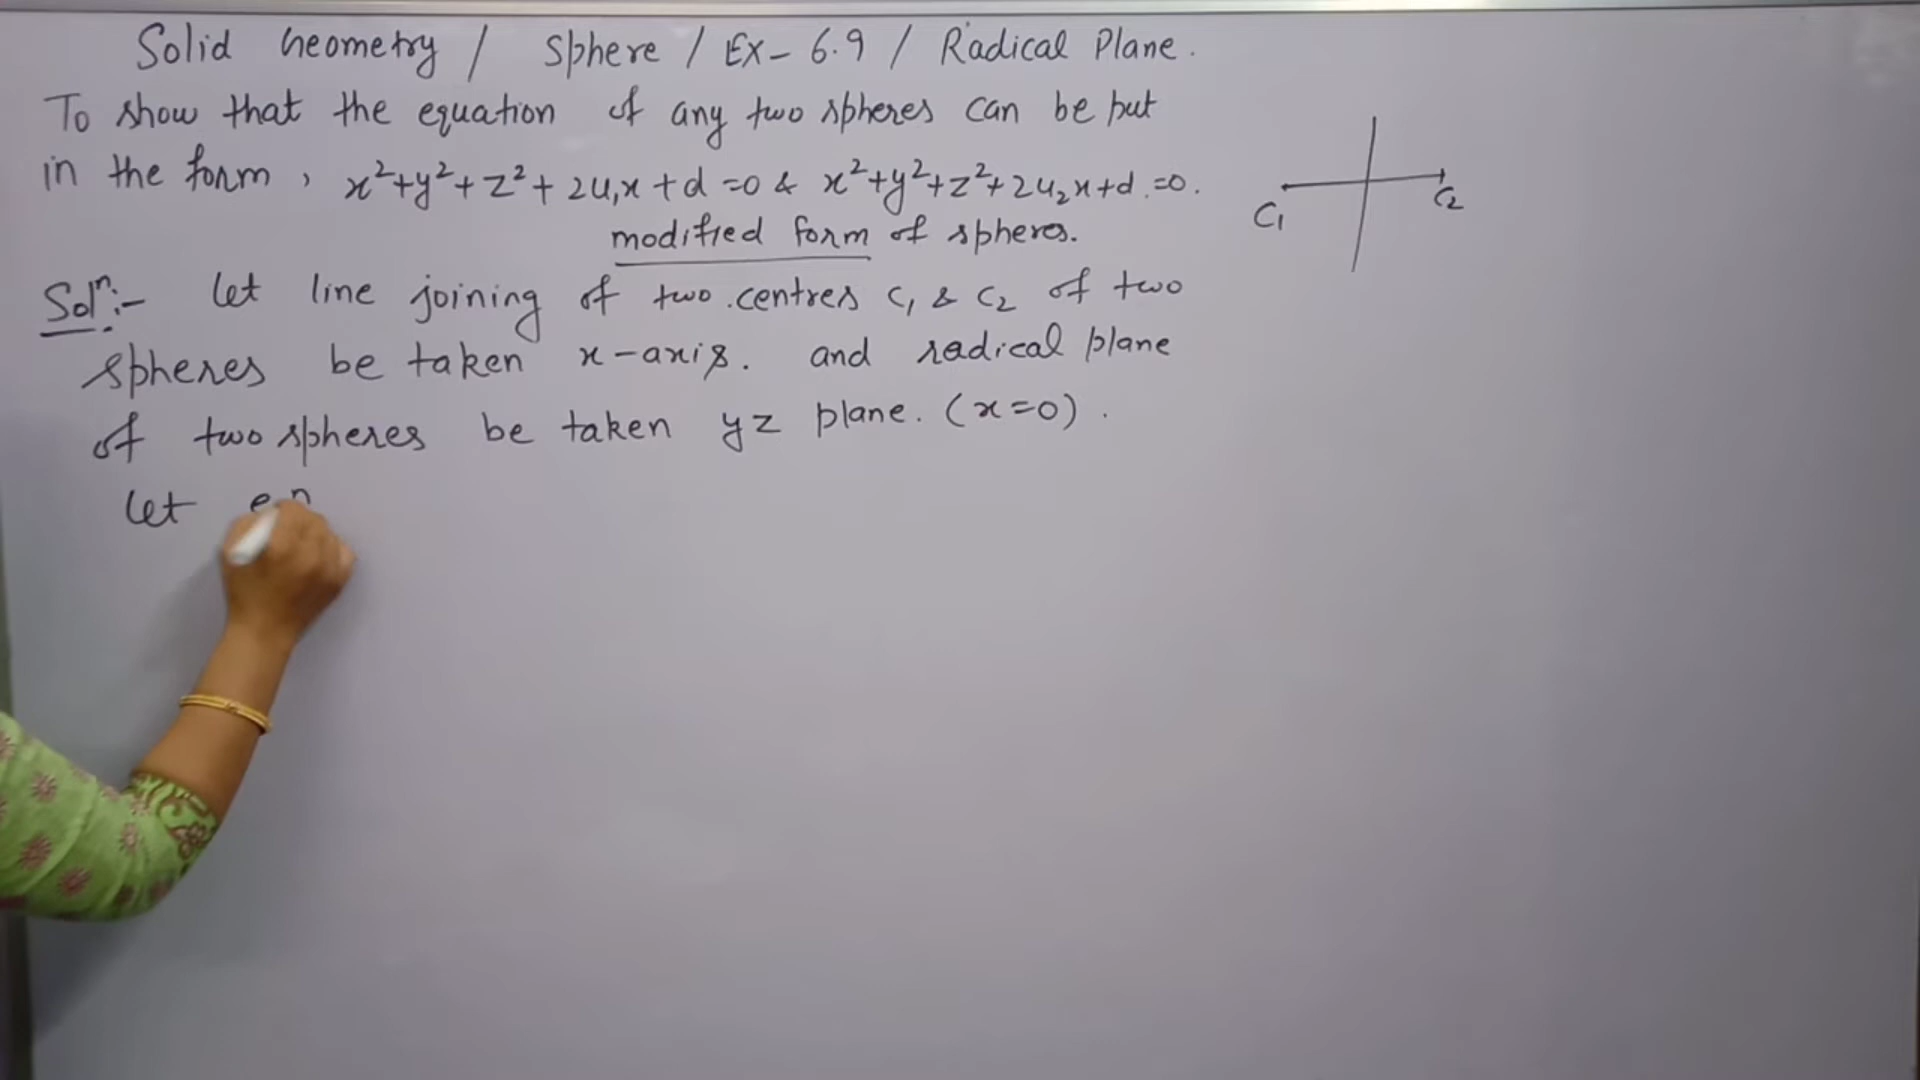 Solid Geometry / Sphere / EX- 6.9 / Radical Plane.
To show that the equation of any two spheres can be put
in the form, x²+y²+z²+2u₁x+d=0 & x²+y²+z²+2u₂x+d=0.
modified form of spheres.
C₁ C₂
Solⁿ:- Let line joining of two centres C₁ & C₂ of two
spheres be taken x-axis. and radical plane
of two spheres be taken yz plane. (x=0).
Let